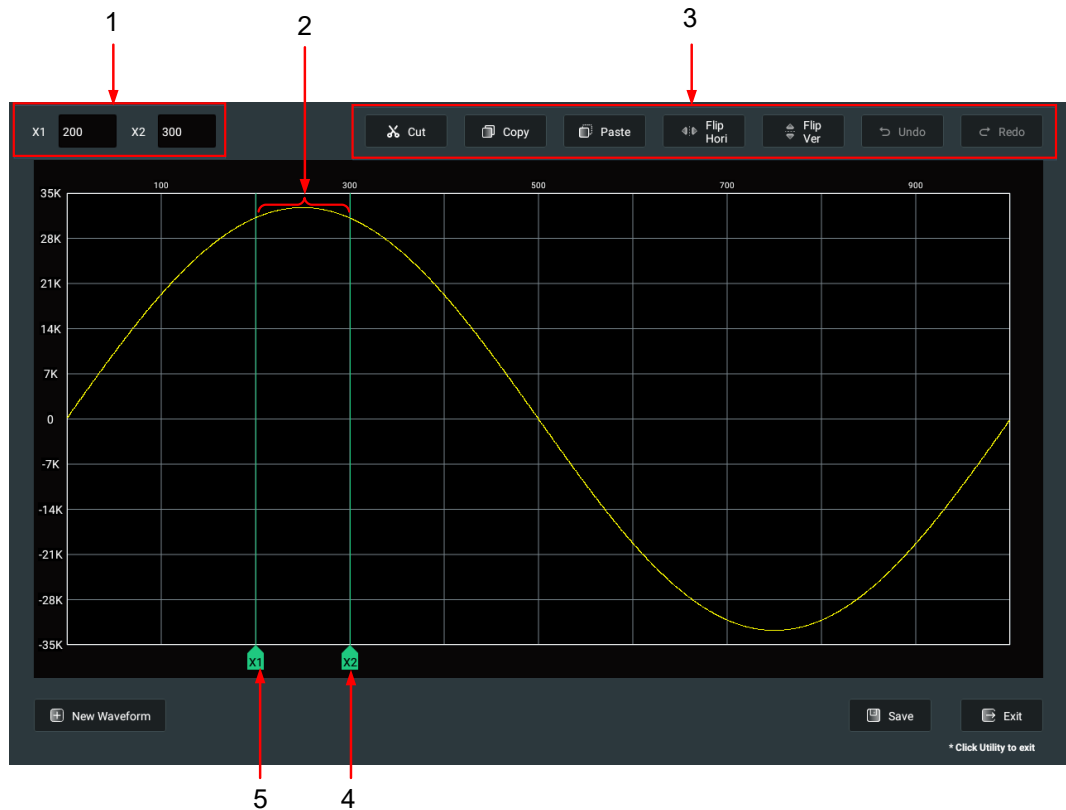 1 2 3
X1 200 X2 300 Cut Copy Paste Flip Hori Flip Ver Undo Redo
100 300 500 700 900
35K
28K
21K
14K
7K
0
-7K
-14K
-21K
-28K
-35K
X1 X2
New Waveform Save Exit
* Click Utility to exit
5 4